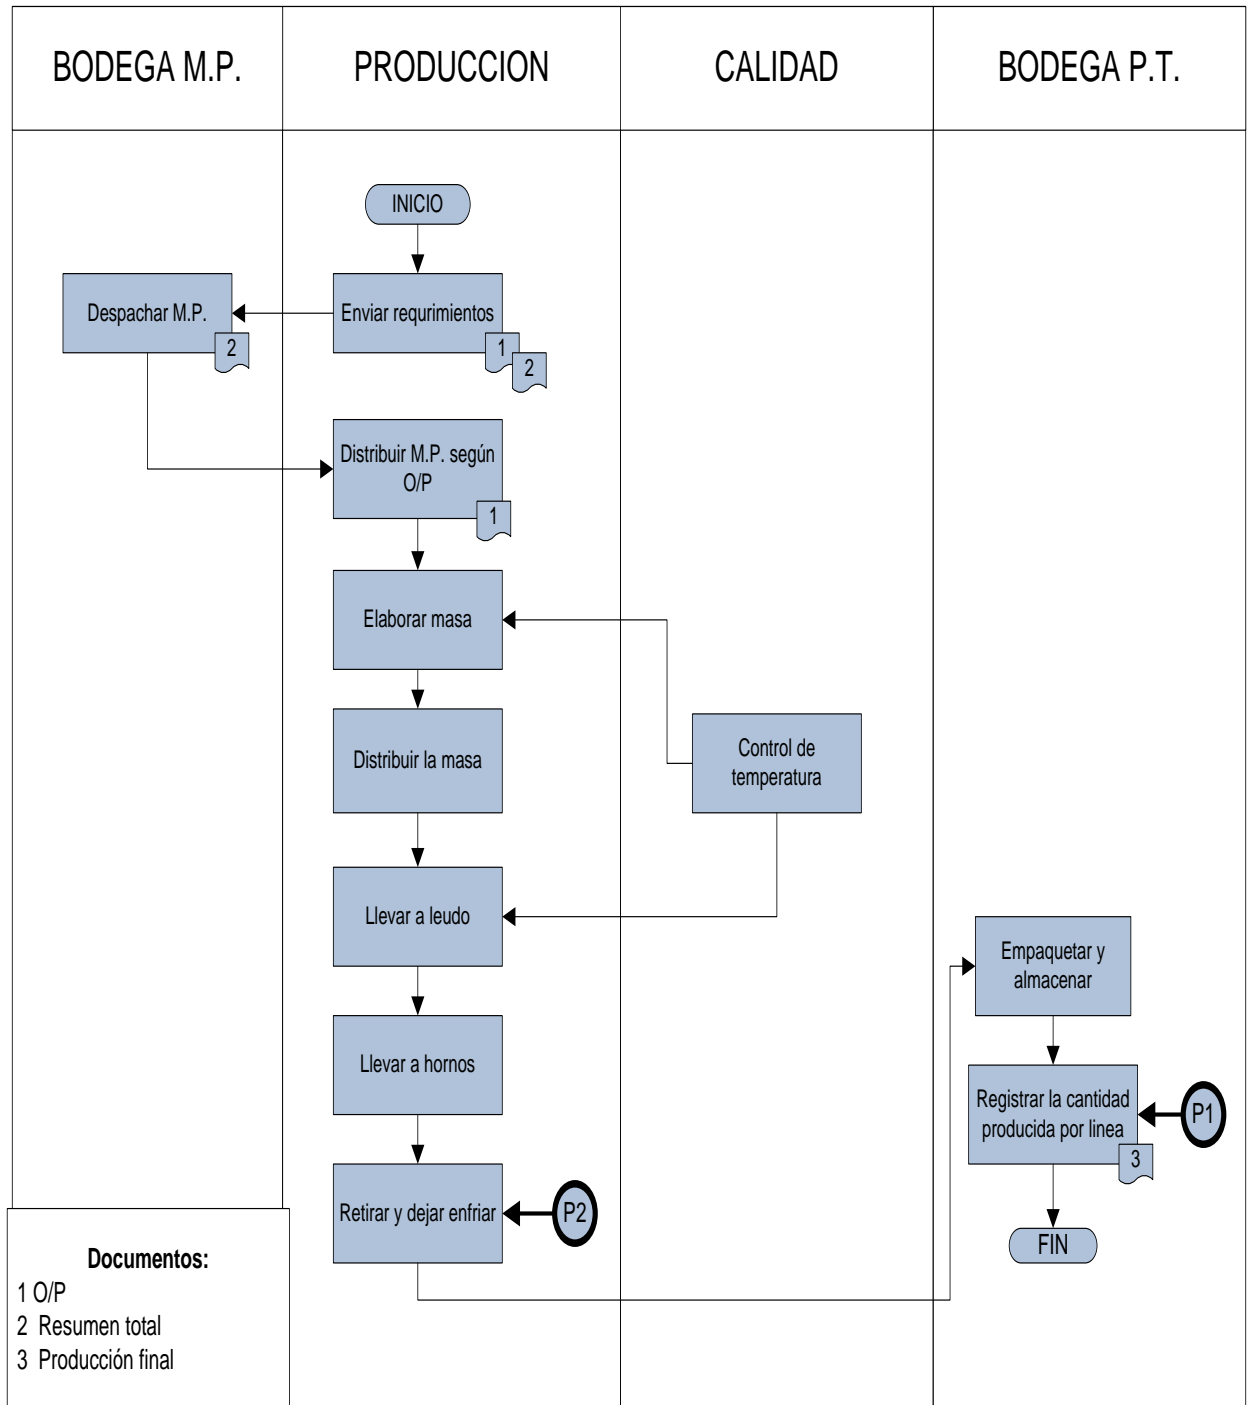 BODEGA M.P.
PRODUCCION
CALIDAD
BODEGA P.T.
INICIO
Despachar M.P.
2
Enviar requrimientos
1
2
Distribuir M.P. según
O/P
1
Elaborar masa
Distribuir la masa
Control de
temperatura
Llevar a leudo
Empaquetar y
almacenar
Llevar a hornos
Registrar la cantidad
producida por linea
3
P1
Retirar y dejar enfriar
P2
FIN
Documentos:
1 O/P
2 Resumen total
3 Producción final